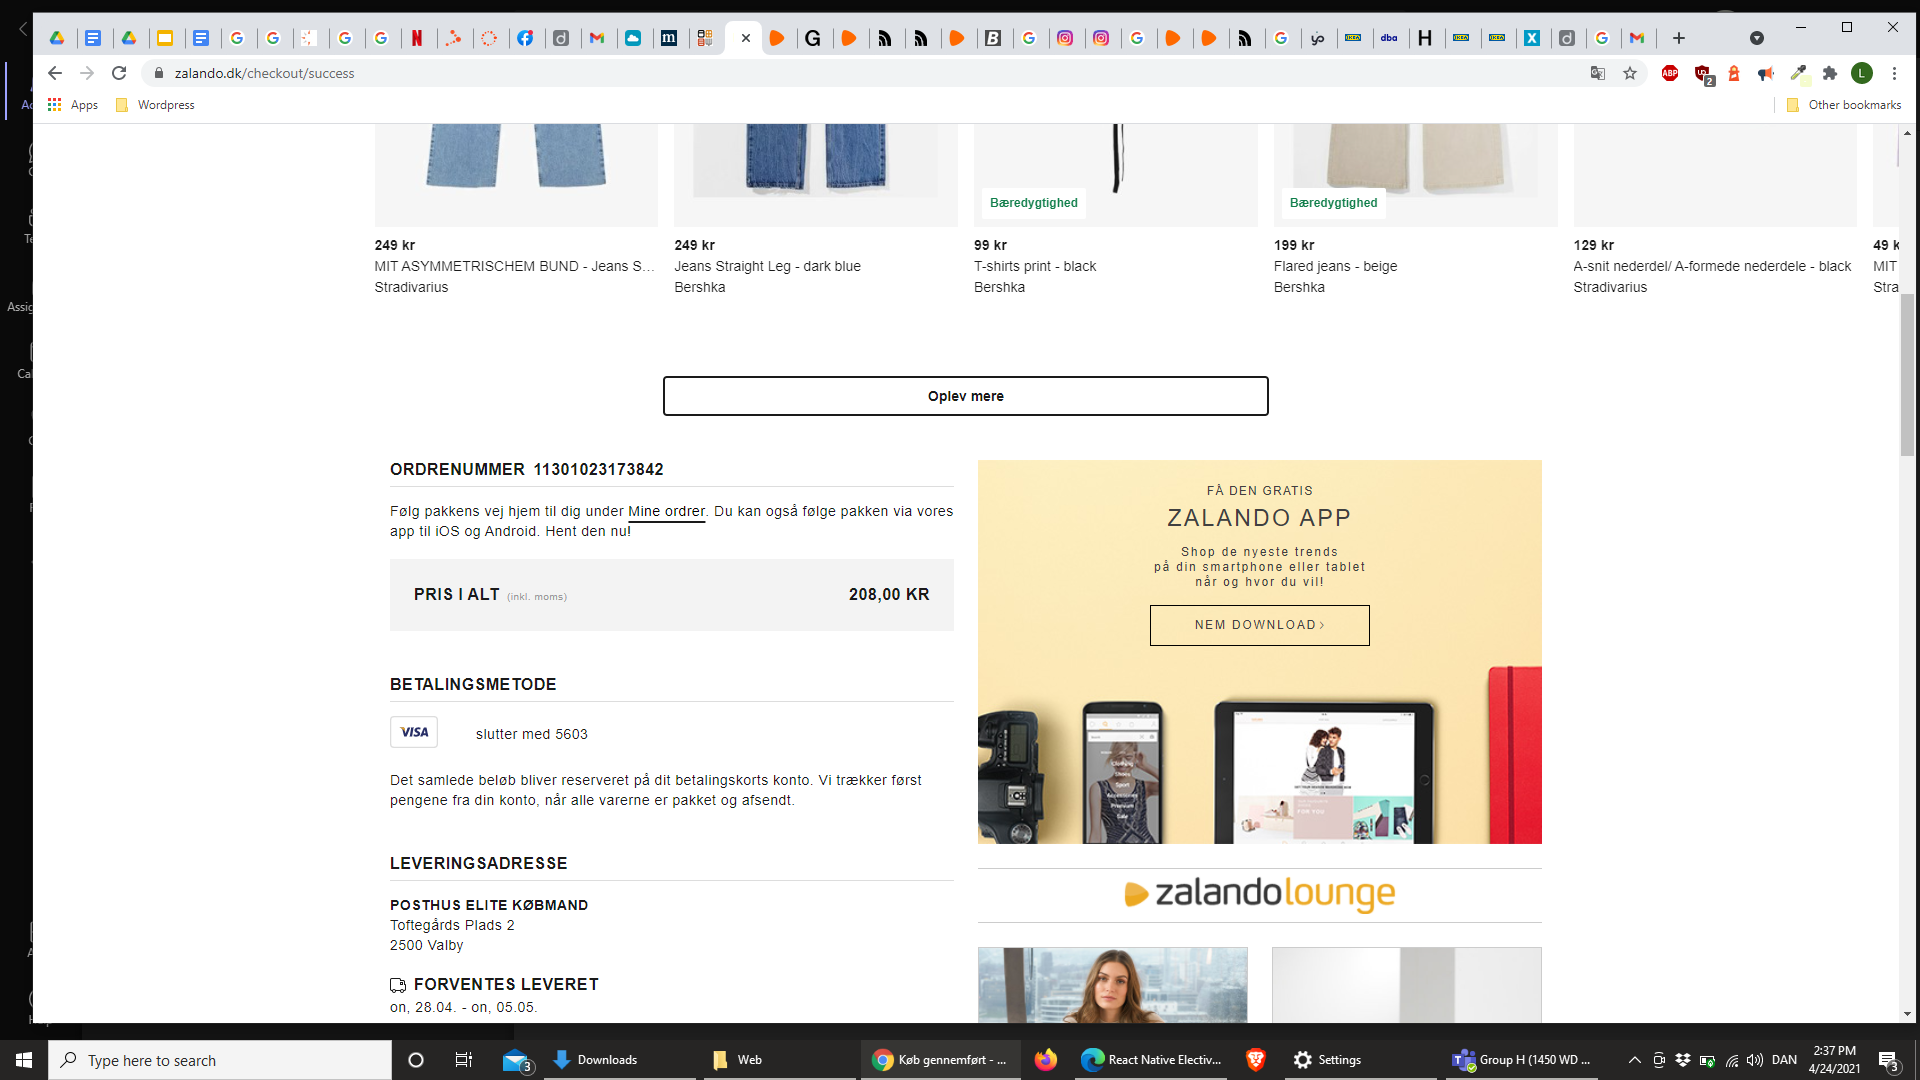 zalando.dk/checkout/success
Apps
Wordpress
Other bookmarks
Bæredygtighed
Bæredygtighed
249 kr
MIT ASYMMETRISCHEM BUND - Jeans S...
Stradivarius
249 kr
Jeans Straight Leg - dark blue
Bershka
99 kr
T-shirts print - black
Bershka
199 kr
Flared jeans - beige
Bershka
129 kr
A-snit nederdel/ A-formede nederdele - black
Stradivarius
49 k
MIT
Stra
Oplev mere
ORDRENUMMER 11301023173842
Følg pakkens vej hjem til dig under Mine ordrer. Du kan også følge pakken via vores
app til iOS og Android. Hent den nu!
PRIS I ALT (inkl. moms) 208,00 KR
BETALINGSMETODE
VISA slutter med 5603
Det samlede beløb bliver reserveret på dit betalingskorts konto. Vi trækker først
pengene fra din konto, når alle varerne er pakket og afsendt.
LEVERINGSADRESSE
POSTHUS ELITE KØBMAND
Toftegårds Plads 2
2500 Valby
FORVENTES LEVERET
on, 28.04. - on, 05.05.
FÅ DEN GRATIS
ZALANDO APP
Shop de nyeste trends
på din smartphone eller tablet
når og hvor du vil!
NEM DOWNLOAD >
zalando lounge
Type here to search
3
Downloads
Web
Køb gennemført - ...
React Native Electiv...
Settings
Group H (1450 WD ...
DAN
2:37 PM
4/24/2021
3